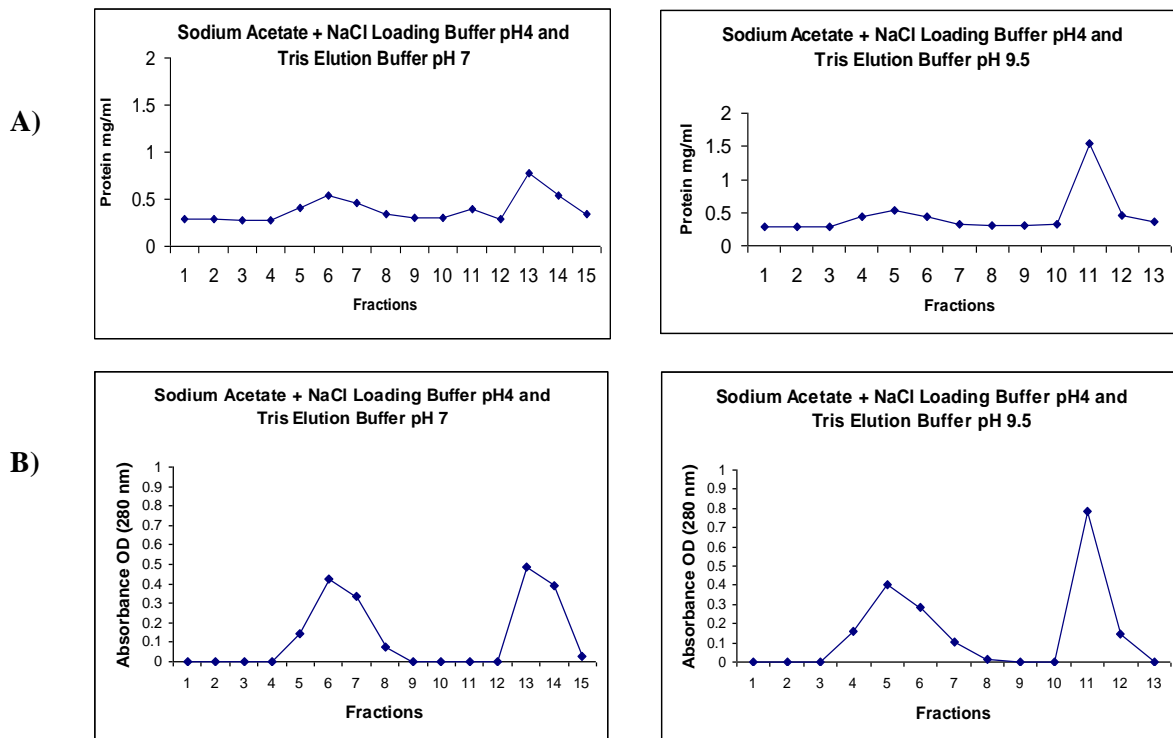 A)
Sodium Acetate + NaCl Loading Buffer pH4 and
Tris Elution Buffer pH 7
Protein mg/ml
2
1.5
1
0.5
0
1 2 3 4 5 6 7 8 9 10 11 12 13 14 15
Fractions
Sodium Acetate + NaCl Loading Buffer pH4 and
Tris Elution Buffer pH 9.5
Protein mg/ml
2
1.5
1
0.5
0
1 2 3 4 5 6 7 8 9 10 11 12 13
Fractions
B)
Sodium Acetate + NaCl Loading Buffer pH4 and
Tris Elution Buffer pH 7
Absorbance OD (280 nm)
1
0.9
0.8
0.7
0.6
0.5
0.4
0.3
0.2
0.1
0
1 2 3 4 5 6 7 8 9 10 11 12 13 14 15
Fractions
Sodium Acetate + NaCl Loading Buffer pH4 and
Tris Elution Buffer pH 9.5
Absorbance OD (280 nm)
1
0.9
0.8
0.7
0.6
0.5
0.4
0.3
0.2
0.1
0
1 2 3 4 5 6 7 8 9 10 11 12 13
Fractions